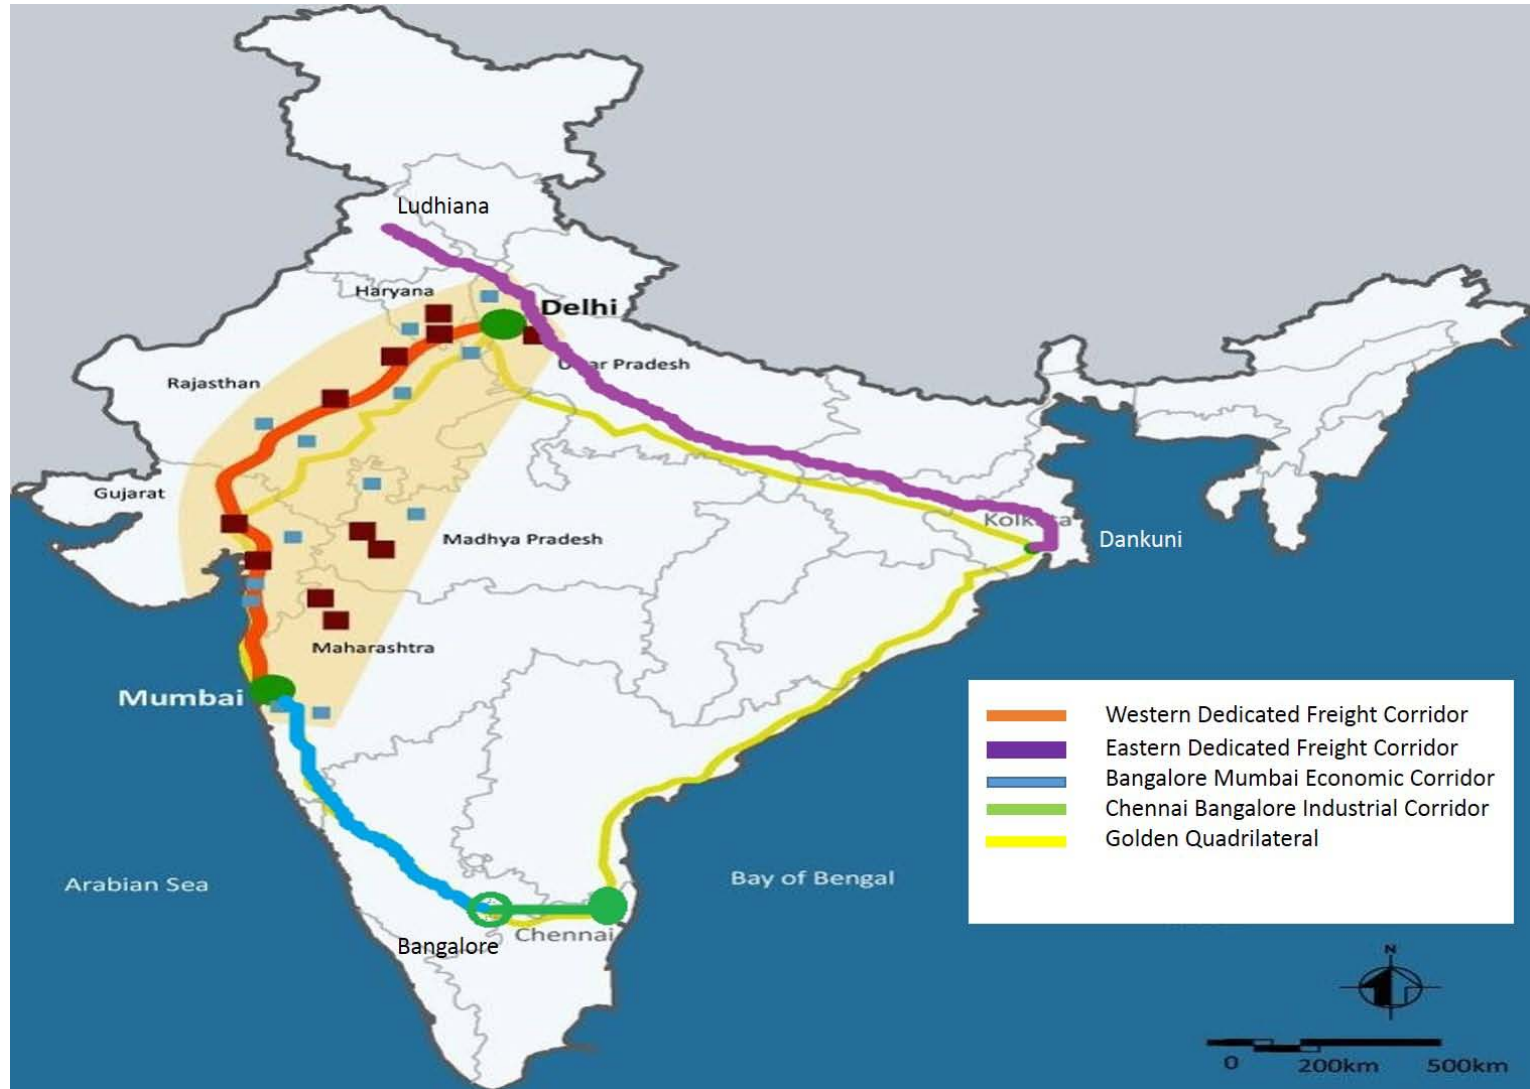 Ludhiana
Haryana
Delhi
Uttar Pradesh
Rajasthan
Gujarat
Kolkata
Dankuni
Madhya Pradesh
Maharashtra
Mumbai
Western Dedicated Freight Corridor
Eastern Dedicated Freight Corridor
Bangalore Mumbai Economic Corridor
Chennai Bangalore Industrial Corridor
Golden Quadrilateral
Arabian Sea
Bay of Bengal
Chennai
Bangalore
N
0 200km 500km